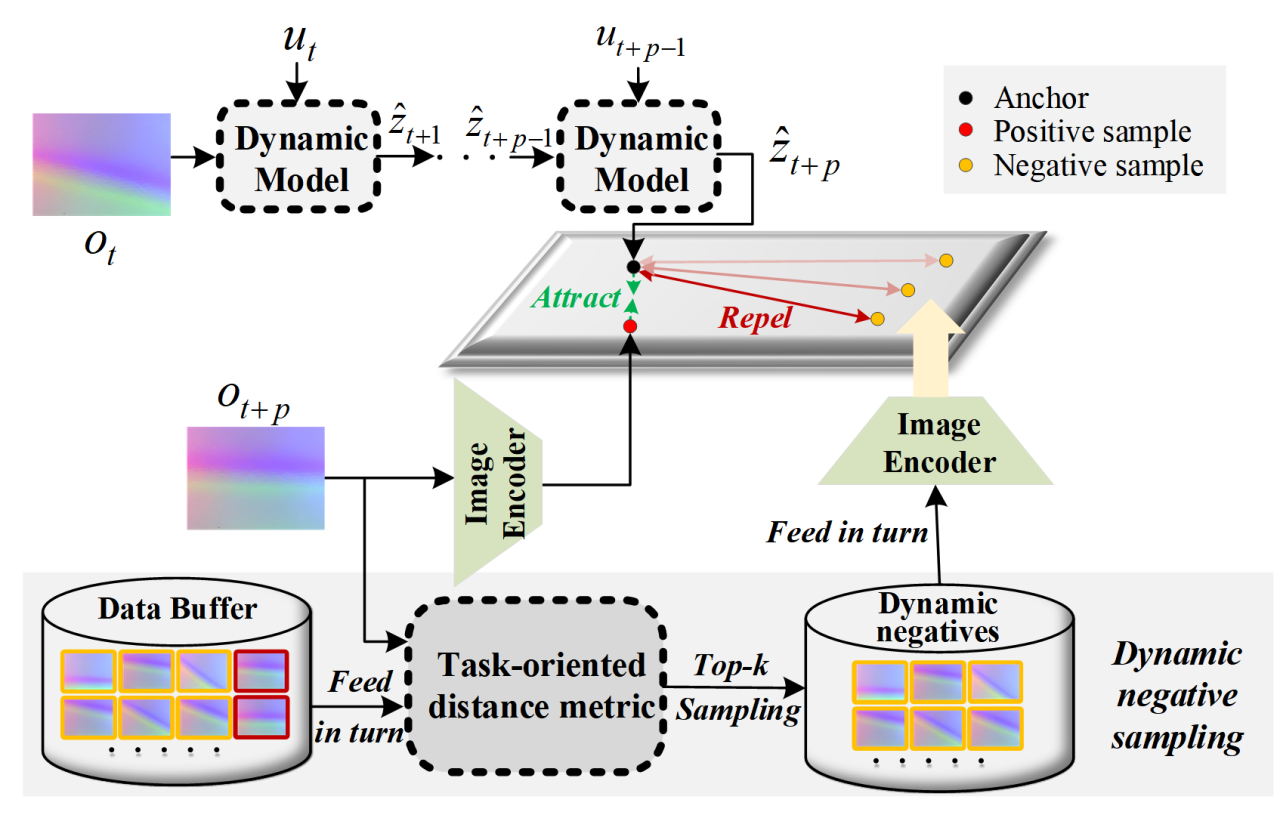 u_t
u_{t+p-1}
Anchor
Positive sample
Negative sample
Dynamic
Model
\hat{z}_{t+1}
\hat{z}_{t+p-1}
Dynamic
Model
\hat{z}_{t+p}
o_t
Attract
Repel
o_{t+p}
Image
Encoder
Image
Encoder
Feed in turn
Data Buffer
Feed
in turn
Task-oriented
distance metric
Top-k
Sampling
Dynamic
negatives
Dynamic
negative
sampling